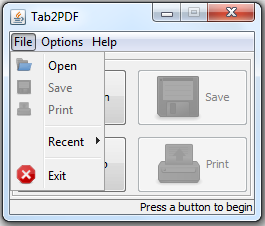 Tab2PDF
File Options Help
Open
Save
Print
Recent
Exit
n
Save
p
Print
Press a button to begin